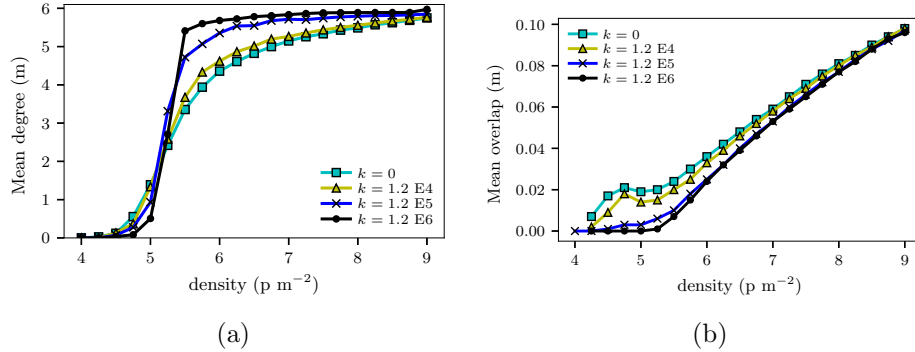 6
5
4
3
2
1
0
Mean degree (m)
k = 0
k = 1.2 E4
k = 1.2 E5
k = 1.2 E6
4 5 6 7 8 9
density (p m⁻²)
(a)
0.10
0.08
0.06
0.04
0.02
0.00
Mean overlap (m)
k = 0
k = 1.2 E4
k = 1.2 E5
k = 1.2 E6
4 5 6 7 8 9
density (p m⁻²)
(b)